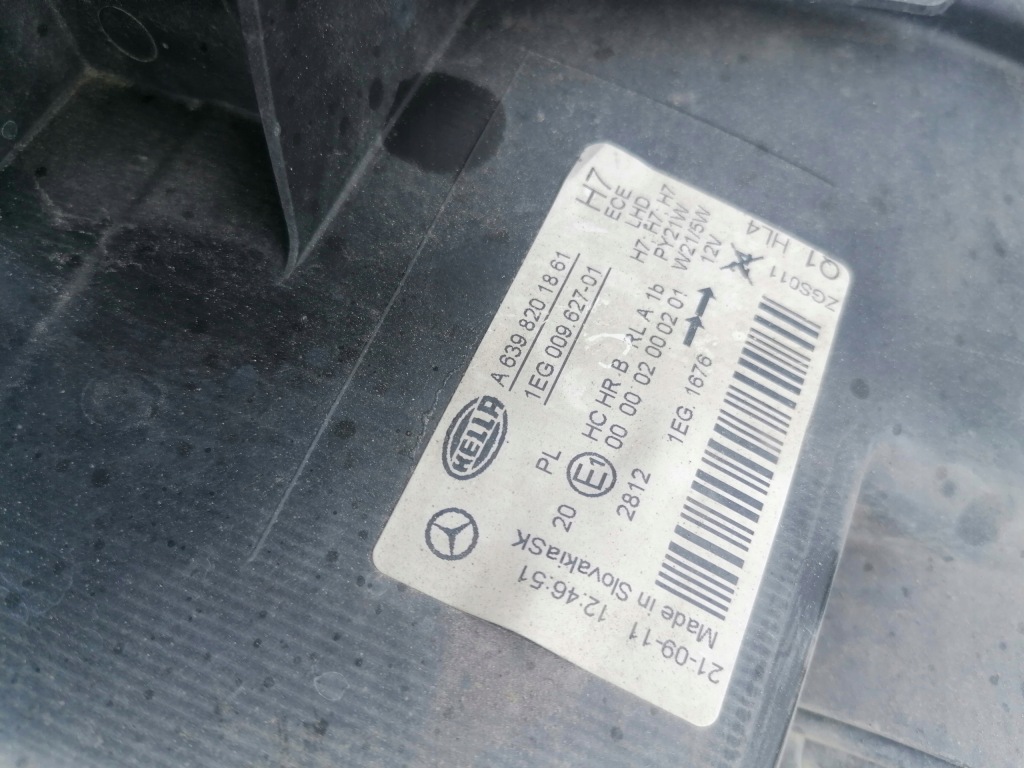 H7
ECE
LHD
H7 H7 H7
PY21W
W21/5W
12V
A 639 820 18 61
1EG 009.627-01
HELLA
20 PL HC HR B RL A 1b
E1 00 00 02 00 02 01
2812 1EG. 1676
Q1 HL4
ZGS011
Made in SlovakiaSK
21-09-11 12:46:51